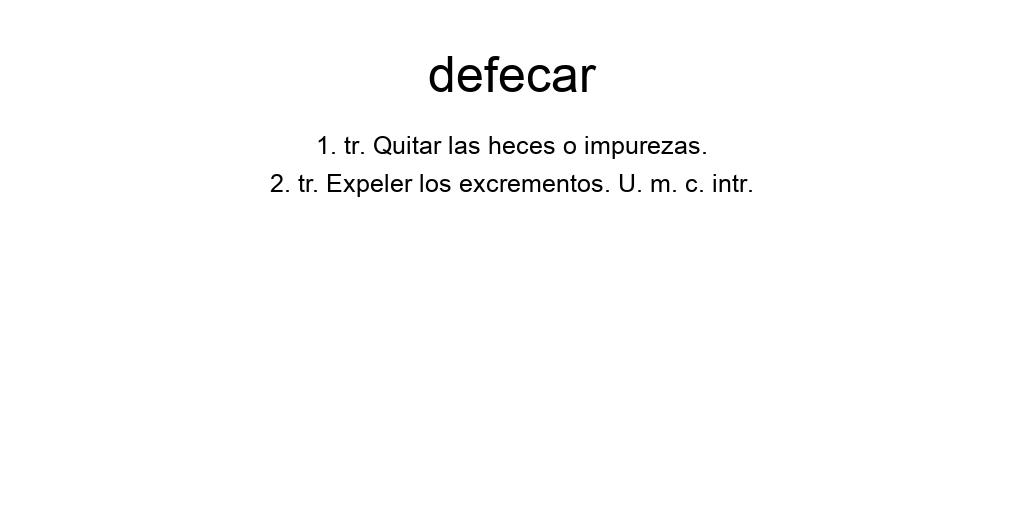 defecar
1. tr. Quitar las heces o impurezas.
2. tr. Expeler los excrementos. U. m. c. intr.